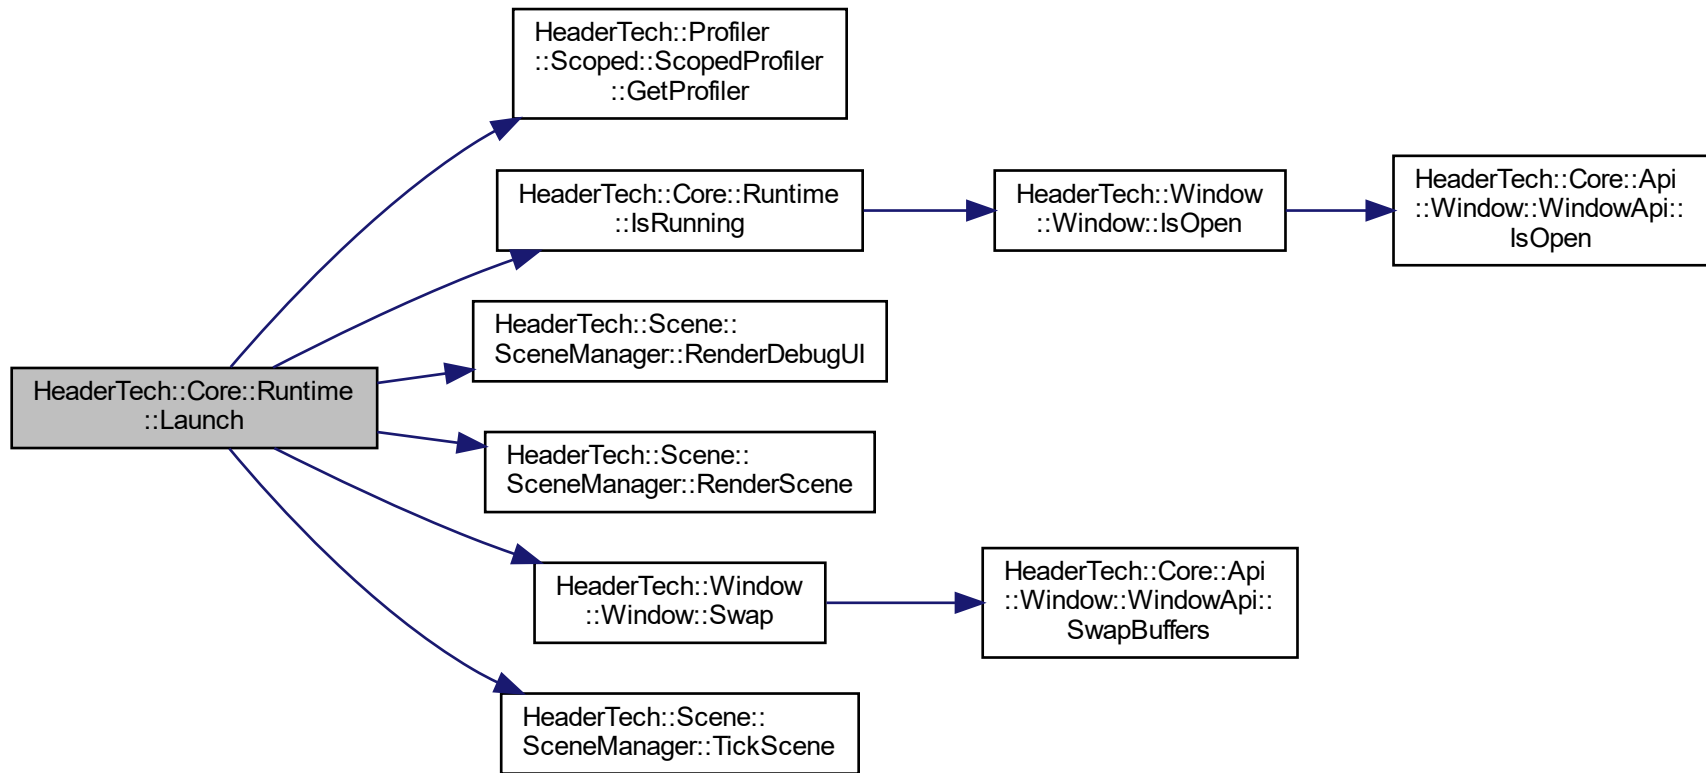 HeaderTech::Profiler
::Scoped::ScopedProfiler
::GetProfiler
HeaderTech::Core::Runtime
::IsRunning
HeaderTech::Window
::Window::IsOpen
HeaderTech::Core::Api
::Window::WindowApi::
IsOpen
HeaderTech::Scene::
SceneManager::RenderDebugUI
HeaderTech::Core::Runtime
::Launch
HeaderTech::Scene::
SceneManager::RenderScene
HeaderTech::Window
::Window::Swap
HeaderTech::Core::Api
::Window::WindowApi::
SwapBuffers
HeaderTech::Scene::
SceneManager::TickScene